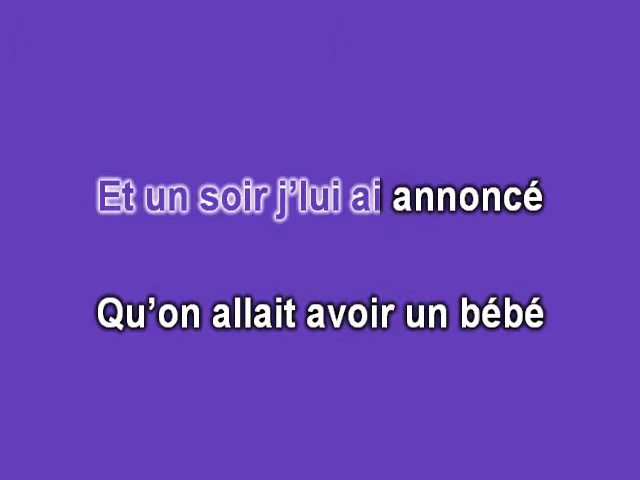 Et un soir j’lui ai annoncé
Qu’on allait avoir un bébé